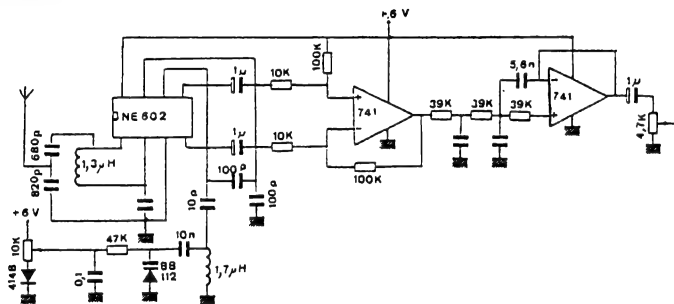 +6 V
100K
1µ
10K
5,6n
1µ
NE 602
741
39K
39K
39K
741
4,7K
680p
1,3µH
1µ
10K
820p
100p
100K
10p
100p
+6V
10K
47K
10n
1,7µH
4148
0,1
BB
112